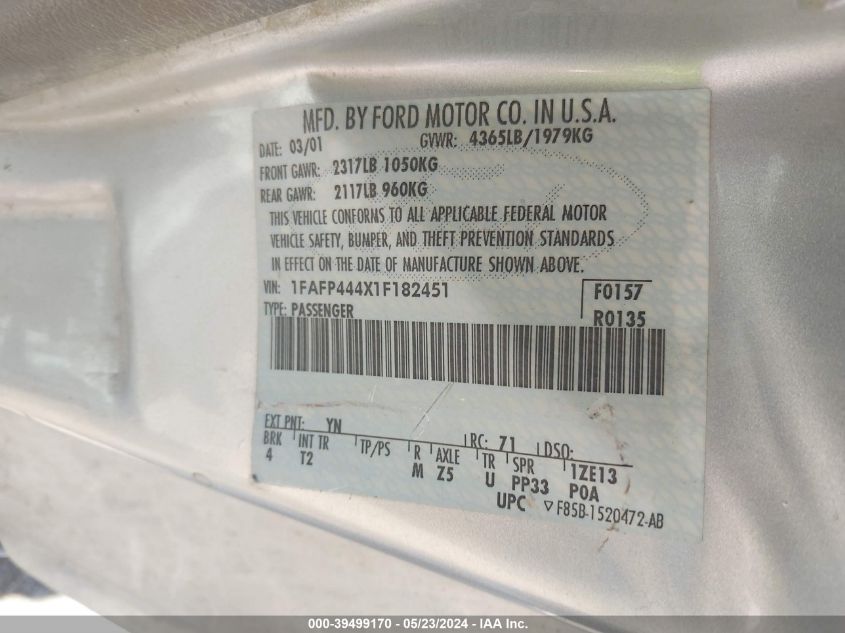 MFD. BY FORD MOTOR CO. IN U.S.A.
DATE: 03/01 GVWR: 4365LB/1979KG
FRONT GAWR: 2317LB 1050KG
REAR GAWR: 2117LB 960KG
THIS VEHICLE CONFORMS TO ALL APPLICABLE FEDERAL MOTOR
VEHICLE SAFETY, BUMPER, AND THEFT PREVENTION STANDARDS
IN EFFECT ON THE DATE OF MANUFACTURE SHOWN ABOVE.
VIN: 1FAFP444X1F182451 F0157
TYPE: PASSENGER R0135
EXT PNT: YN RC: 71 DSO:
BRK INT TR TP/PS R AXLE TR SPR 1ZE13
4 T2 M Z5 U PP33 POA
UPC ▽F85B-1520472-AB
000-39499170 - 05/23/2024 - IAA Inc.